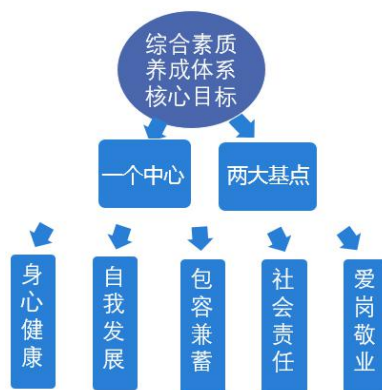 综合素质
养成体系
核心目标
一个中心
两大基点
身心健康
自我发展
包容兼蓄
社会责任
爱岗敬业